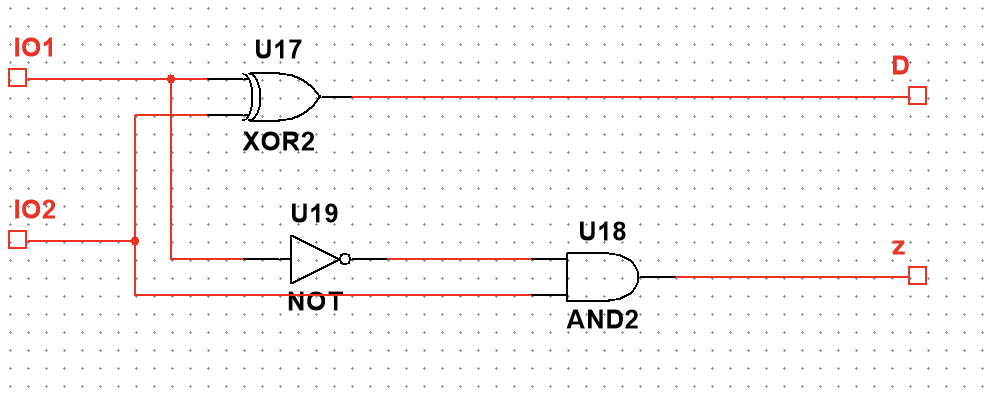 IO1
U17
D
XOR2
IO2
U19
U18
z
NOT
AND2